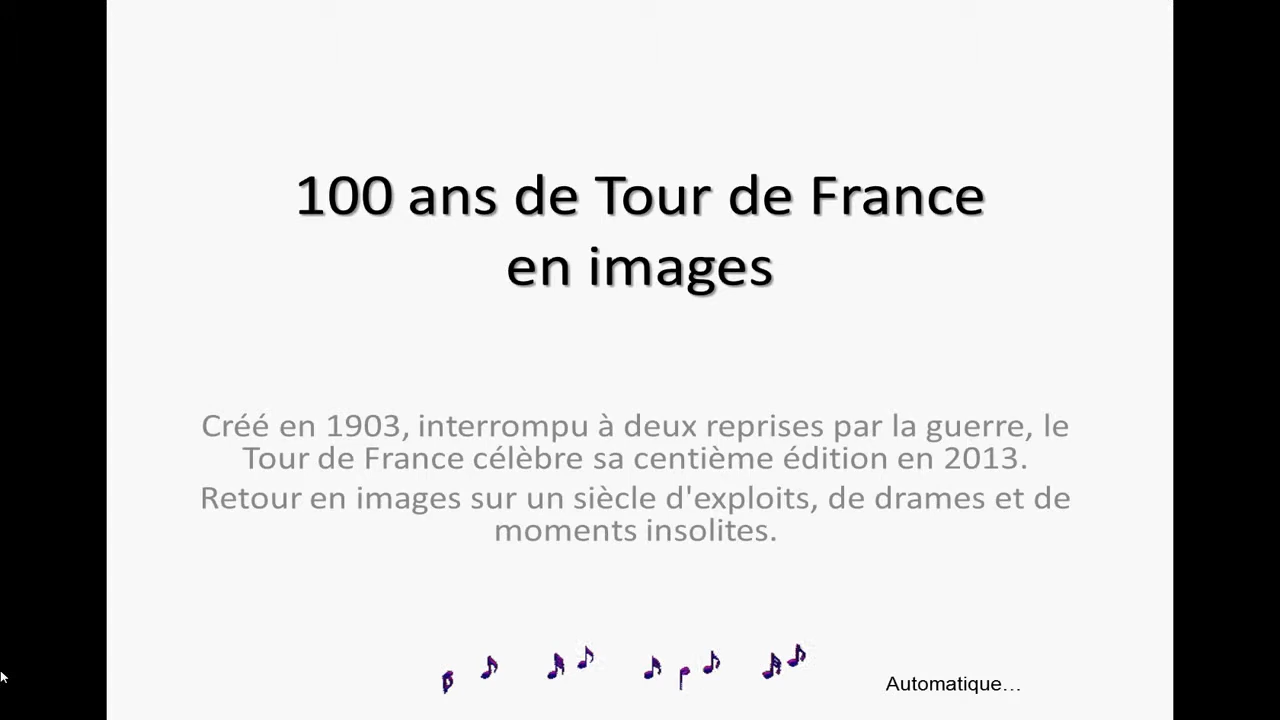 100 ans de Tour de France
en images
Créé en 1903, interrompu à deux reprises par la guerre, le
Tour de France célèbre sa centième édition en 2013.
Retour en images sur un siècle d'exploits, de drames et de
moments insolites.
Automatique…